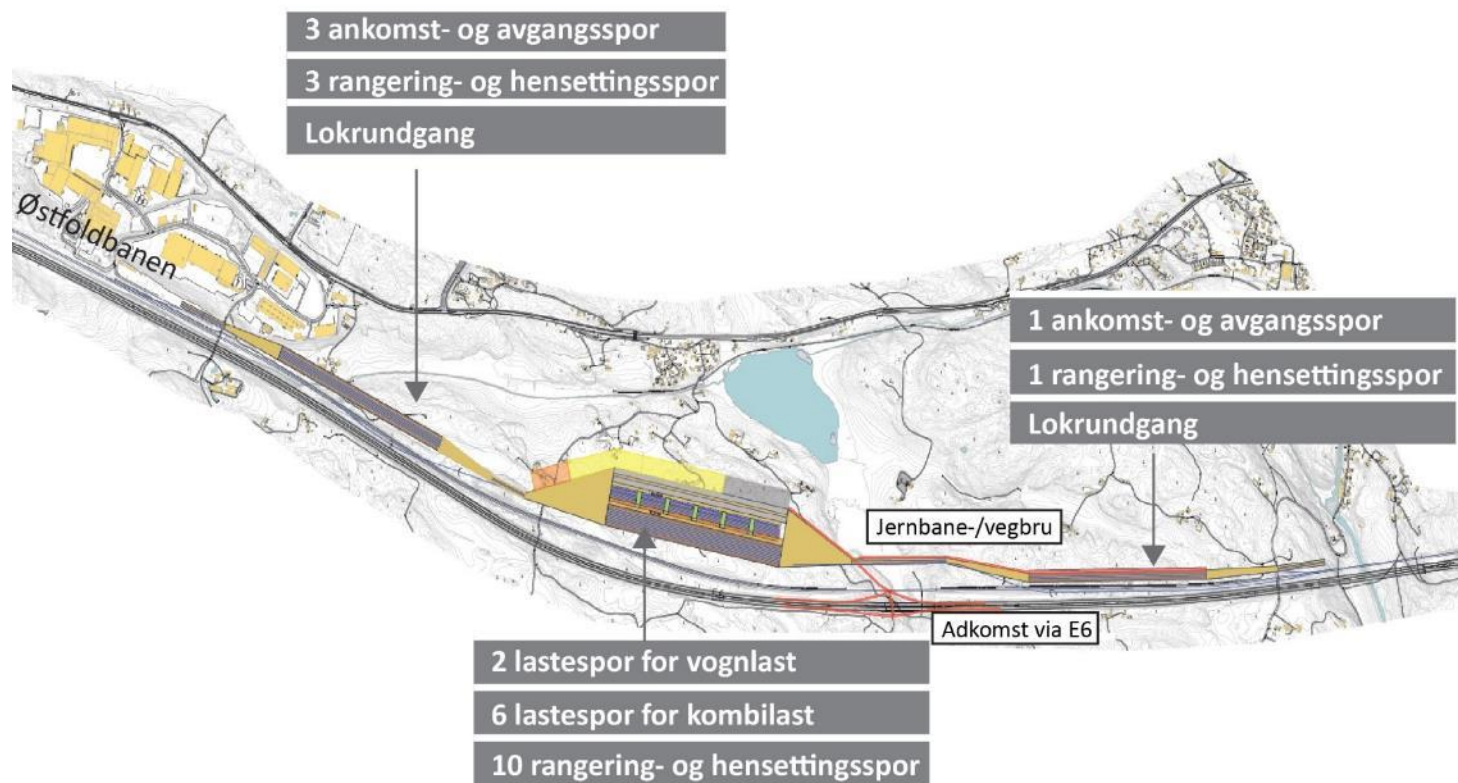 3 ankomst- og avgangsspor
3 rangering- og hensettingsspor
Lokrundgang
Østfoldbanen
1 ankomst- og avgangsspor
1 rangering- og hensettingsspor
Lokrundgang
Jernbane-/vegbru
Adkomst via E6
2 lastespor for vognlast
6 lastespor for kombilast
10 rangering- og hensettingsspor